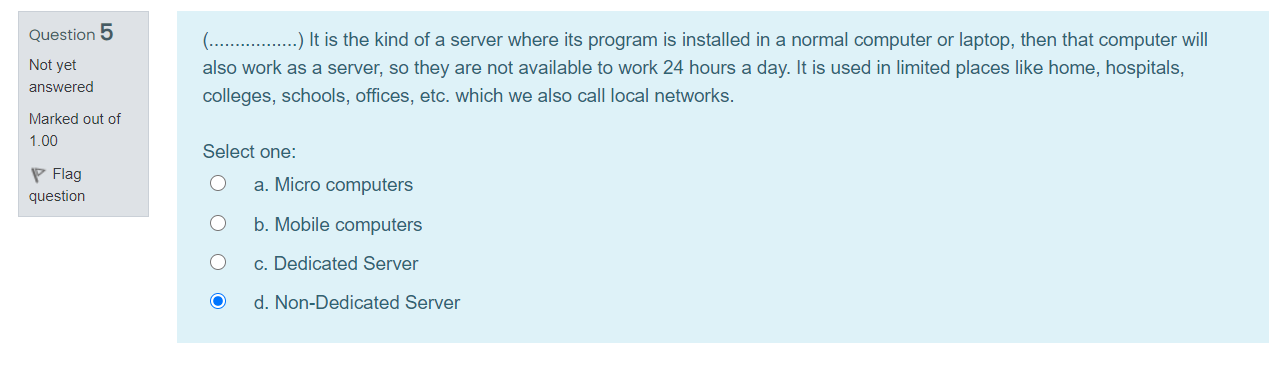 Question 5
Not yet
answered
Marked out of
1.00
Flag
question
(.................) It is the kind of a server where its program is installed in a normal computer or laptop, then that computer will
also work as a server, so they are not available to work 24 hours a day. It is used in limited places like home, hospitals,
colleges, schools, offices, etc. which we also call local networks.
Select one:
a. Micro computers
b. Mobile computers
c. Dedicated Server
d. Non-Dedicated Server